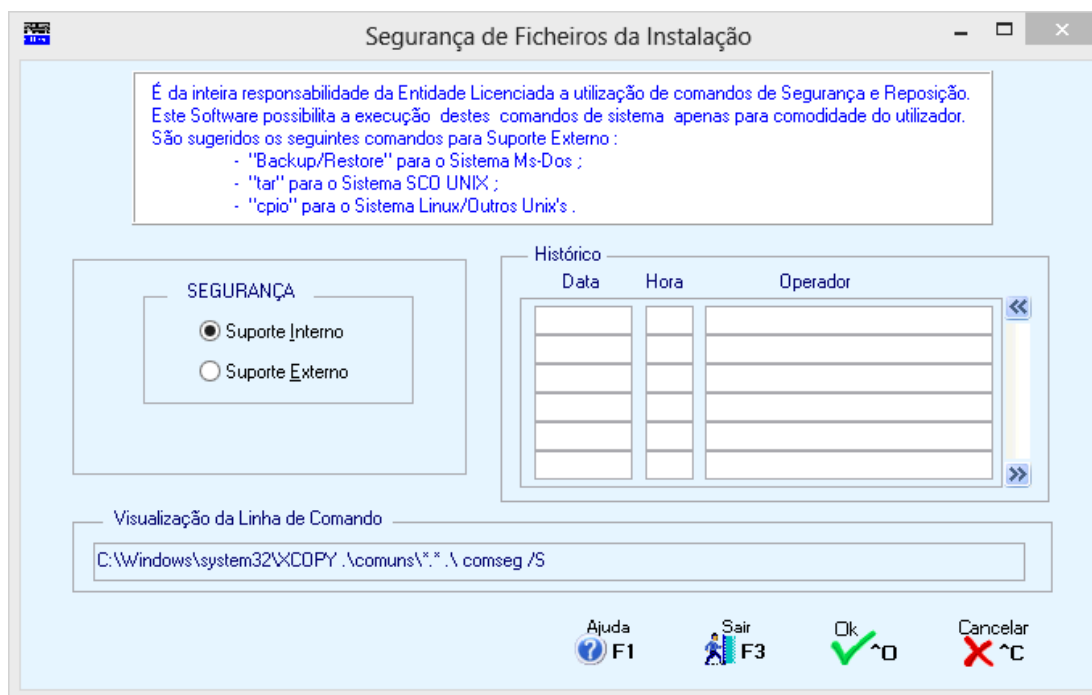 Segurança de Ficheiros da Instalação
É da inteira responsabilidade da Entidade Licenciada a utilização de comandos de Segurança e Reposição.
Este Software possibilita a execução destes comandos de sistema apenas para comodidade do utilizador.
São sugeridos os seguintes comandos para Suporte Externo :
- "Backup/Restore" para o Sistema Ms-Dos ;
- "tar" para o Sistema SCO UNIX ;
- "cpio" para o Sistema Linux/Outros Unix's .
SEGURANÇA
Suporte Interno
Suporte Externo
Histórico
Data Hora Operador
Visualização da Linha de Comando
C:\Windows\system32\XCOPY .\comuns\*.* .\ comseg /S
Ajuda F1
Sair F3
Ok ^O
Cancelar ^C